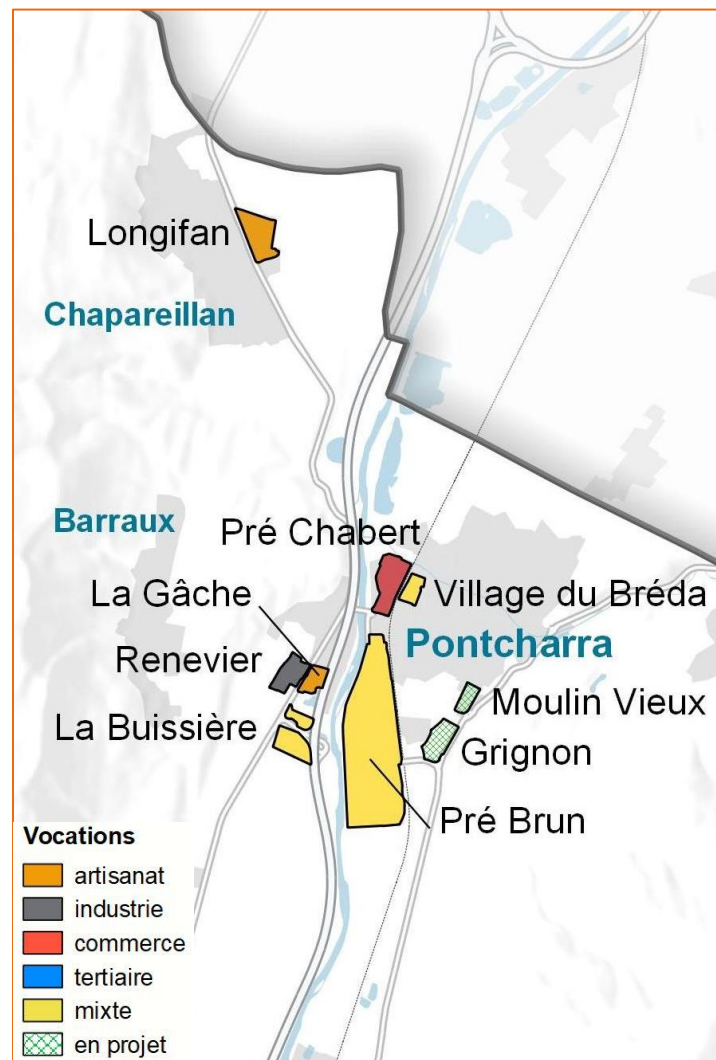 Longifan
Chapareillan
Barraux
Pré Chabert
La Gâche
Village du Bréda
Renevier
Pontcharra
La Buissière
Moulin Vieux
Grignon
Pré Brun
Vocations
artisanat
industrie
commerce
tertiaire
mixte
en projet